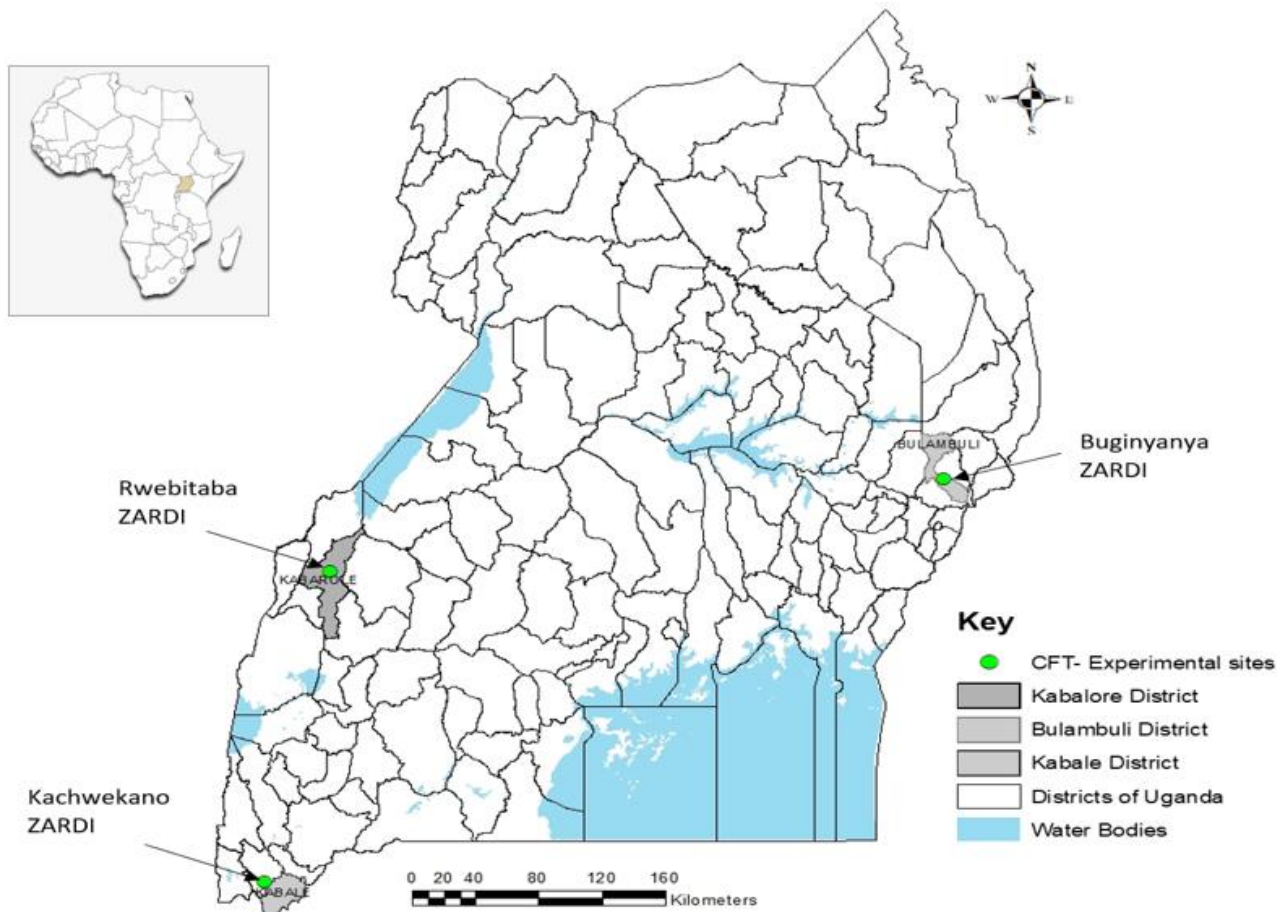 N
W E
S
BULAMBULI
Buginyanya
ZARDI
Rwebitaba
ZARDI
KABAROLE
Key
CFT- Experimental sites
Kabalore District
Bulambuli District
Kabale District
Districts of Uganda
Water Bodies
Kachwekano
ZARDI
KABALE
0 20 40 80 120 160
Kilometers